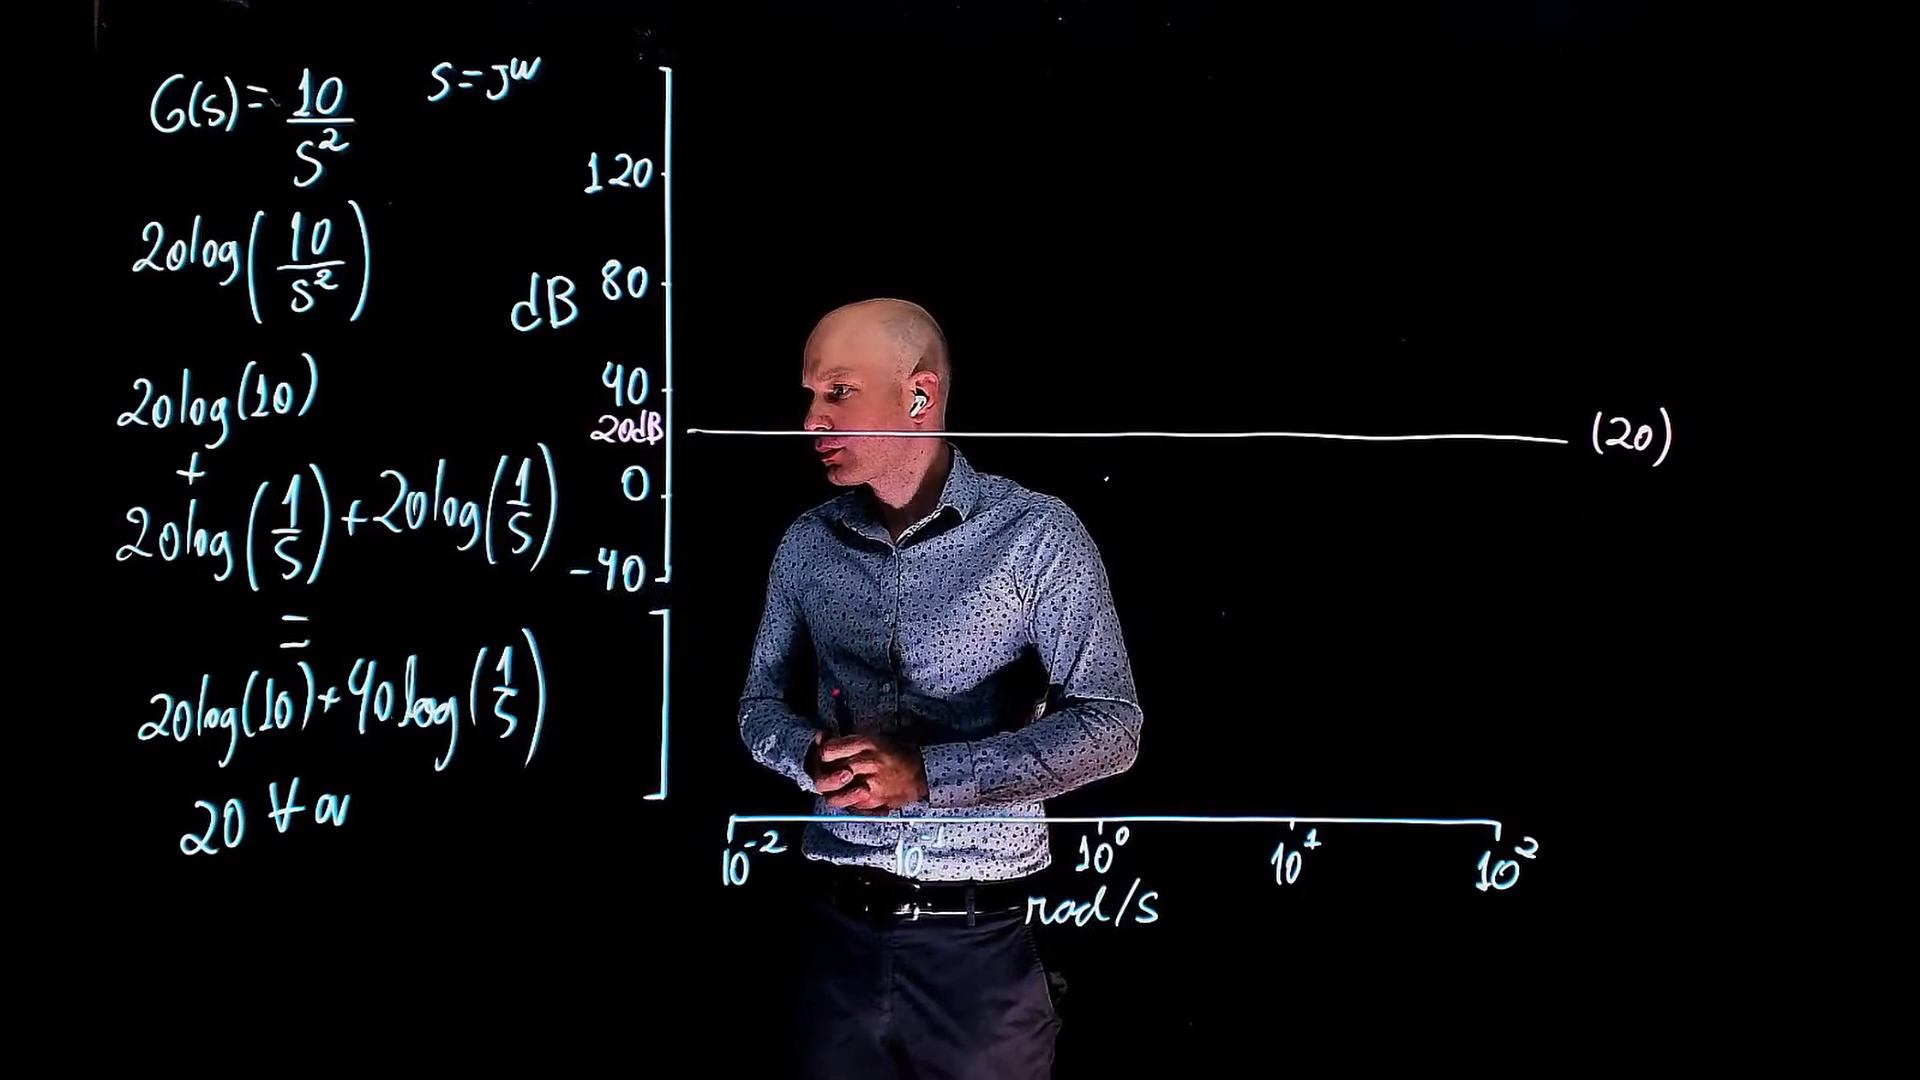 G(s)= 10/s²
s=jw
20log(10/s²)
20log(10)
+
20log(1/s)+20log(1/s)
=
20log(10)+40log(1/s)
20 ∀ w
dB
120
80
40
20dB
0
-40
(20)
10⁻² 10⁻¹ 10⁰ 10¹ 10²
rad/s